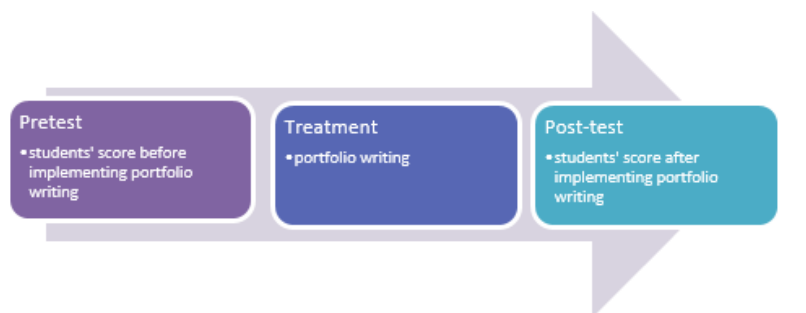 Pretest
•students' score before
implementing portfolio
writing
Treatment
•portfolio writing
Post-test
•students' score after
implementing portfolio
writing